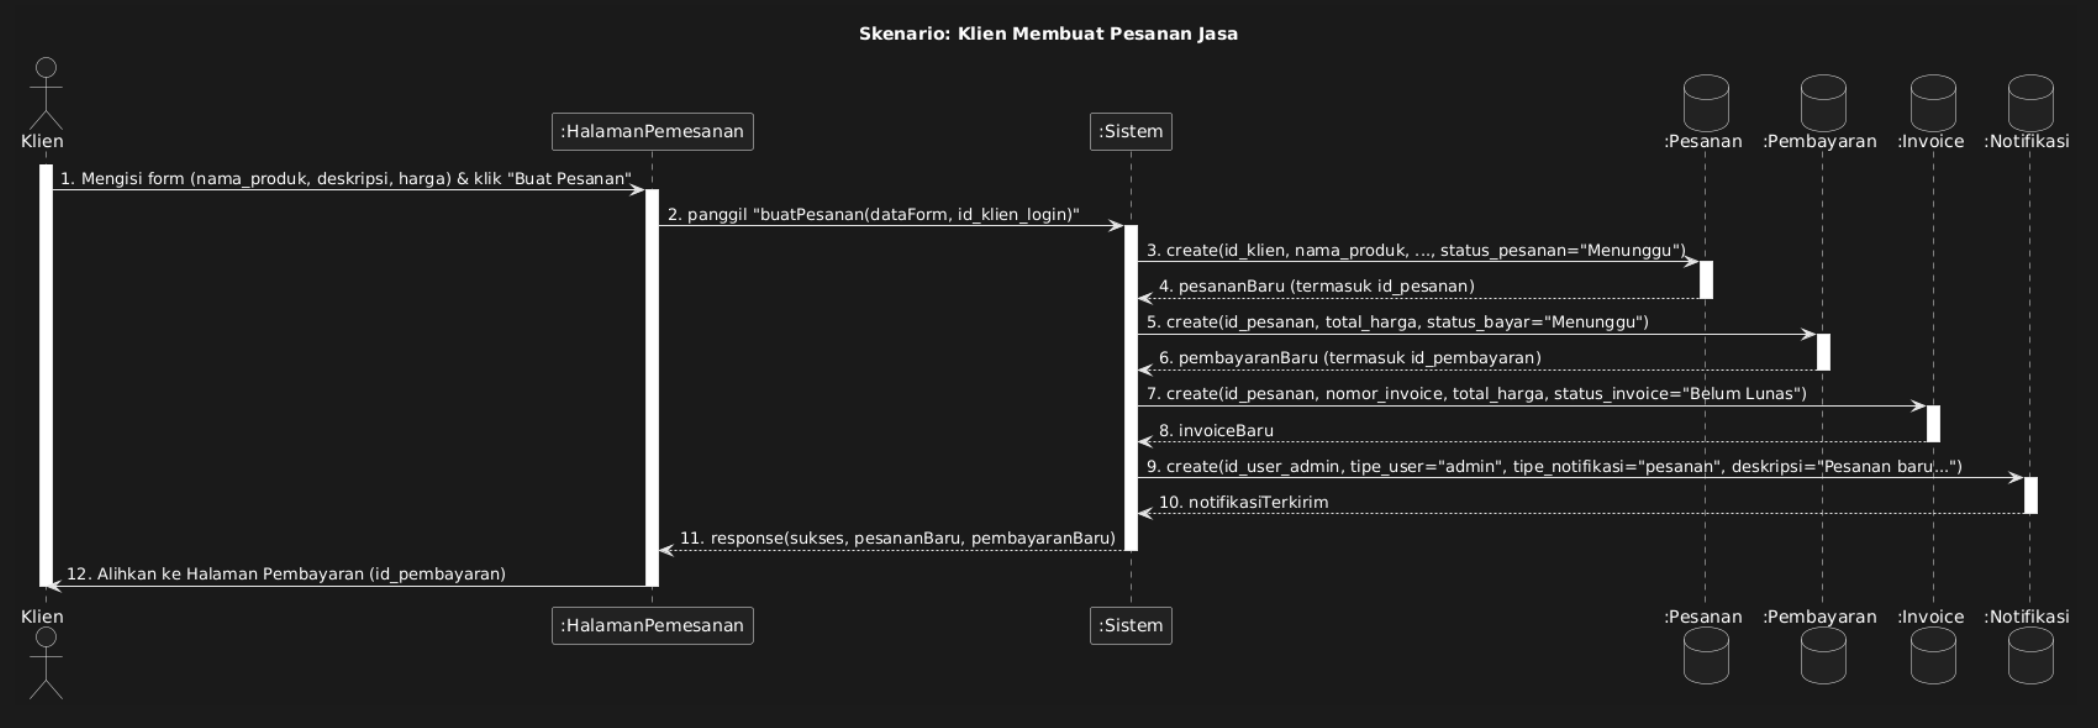 Skenario: Klien Membuat Pesanan Jasa
Klien
:HalamanPemesanan
:Sistem
:Pesanan
:Pembayaran
:Invoice
:Notifikasi
1. Mengisi form (nama_produk, deskripsi, harga) & klik "Buat Pesanan"
2. panggil "buatPesanan(dataForm, id_klien_login)"
3. create(id_klien, nama_produk, ..., status_pesanan="Menunggu")
4. pesananBaru (termasuk id_pesanan)
5. create(id_pesanan, total_harga, status_bayar="Menunggu")
6. pembayaranBaru (termasuk id_pembayaran)
7. create(id_pesanan, nomor_invoice, total_harga, status_invoice="Belum Lunas")
8. invoiceBaru
9. create(id_user_admin, tipe_user="admin", tipe_notifikasi="pesanan", deskripsi="Pesanan baru...")
10. notifikasiTerkirim
11. response(sukses, pesananBaru, pembayaranBaru)
12. Alihkan ke Halaman Pembayaran (id_pembayaran)
Klien
:HalamanPemesanan
:Sistem
:Pesanan
:Pembayaran
:Invoice
:Notifikasi